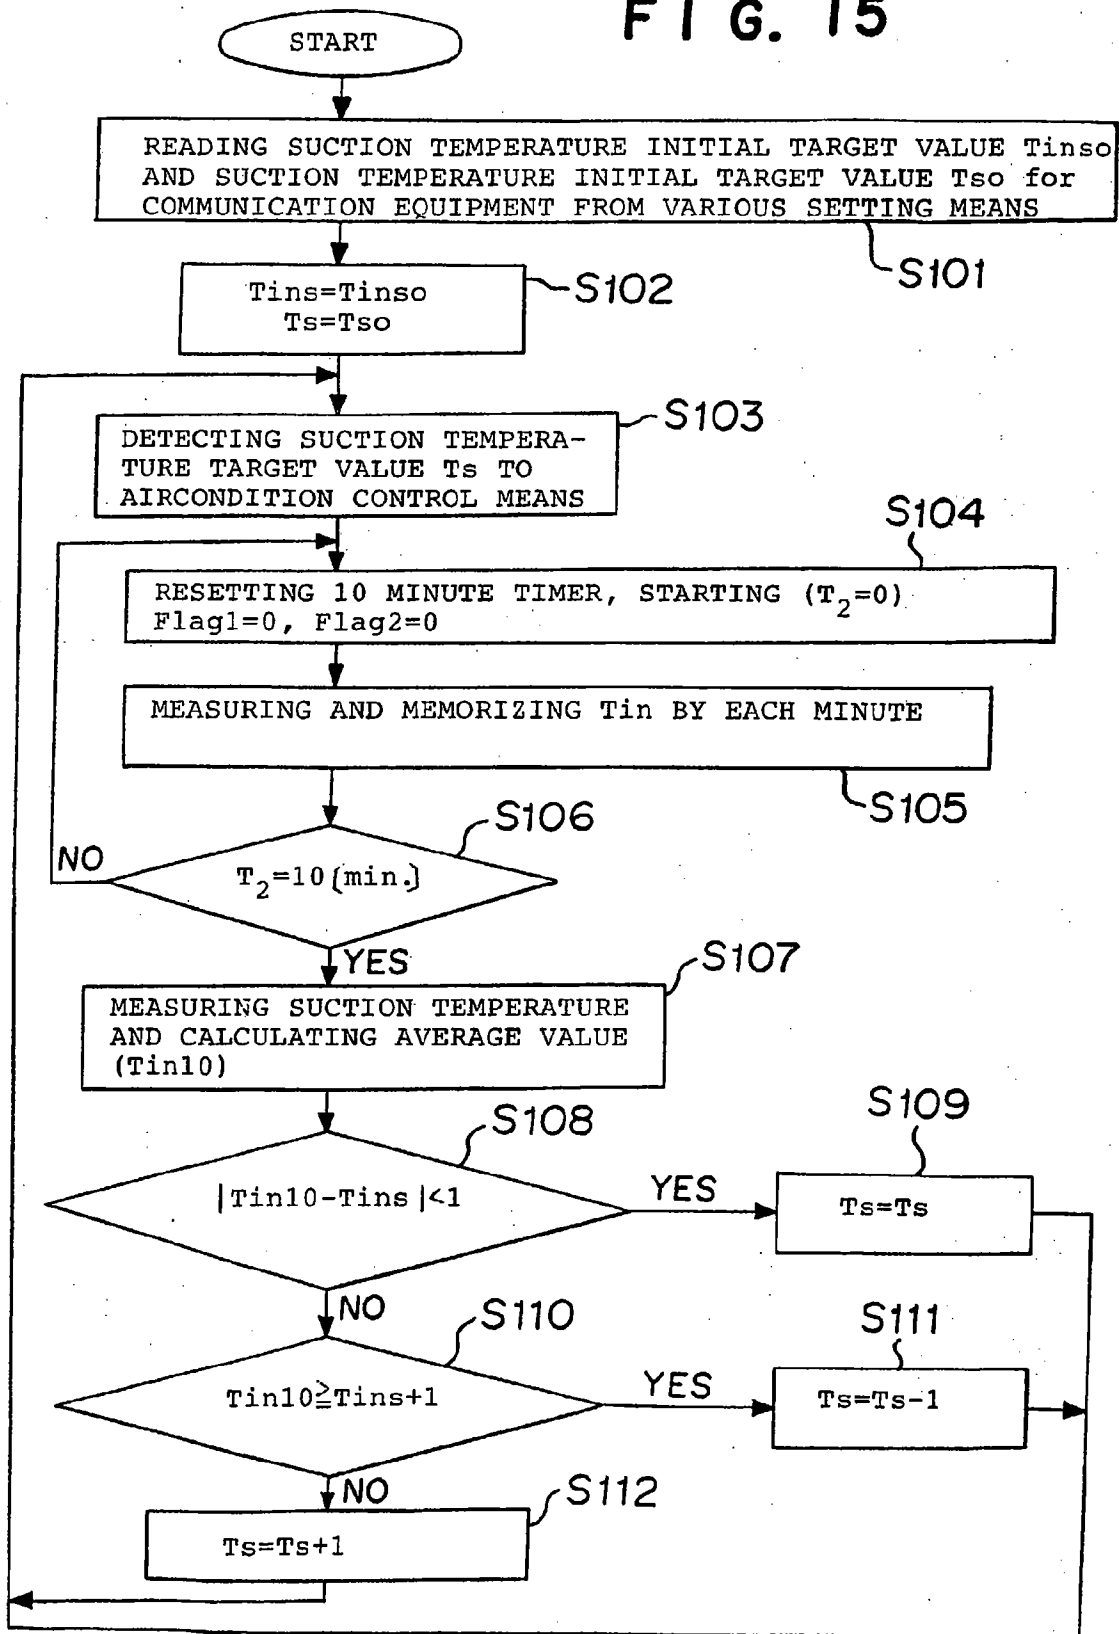 FIG. 15
START
READING SUCTION TEMPERATURE INITIAL TARGET VALUE Tinso
AND SUCTION TEMPERATURE INITIAL TARGET VALUE Tso for
COMMUNICATION EQUIPMENT FROM VARIOUS SETTING MEANS
S101
Tins=Tinso
Ts=Tso
S102
DETECTING SUCTION TEMPERA-
TURE TARGET VALUE Ts TO
AIRCONDITION CONTROL MEANS
S103
S104
RESETTING 10 MINUTE TIMER, STARTING (T₂=0)
Flag1=0, Flag2=0
MEASURING AND MEMORIZING Tin BY EACH MINUTE
S105
S106
NO
T₂=10(min.)
YES
S107
MEASURING SUCTION TEMPERATURE
AND CALCULATING AVERAGE VALUE
(Tin10)
S108
|Tin10-Tins|<1
YES
S109
Ts=Ts
NO
S110
Tin10≧Tins+1
YES
S111
Ts=Ts-1
NO
S112
Ts=Ts+1